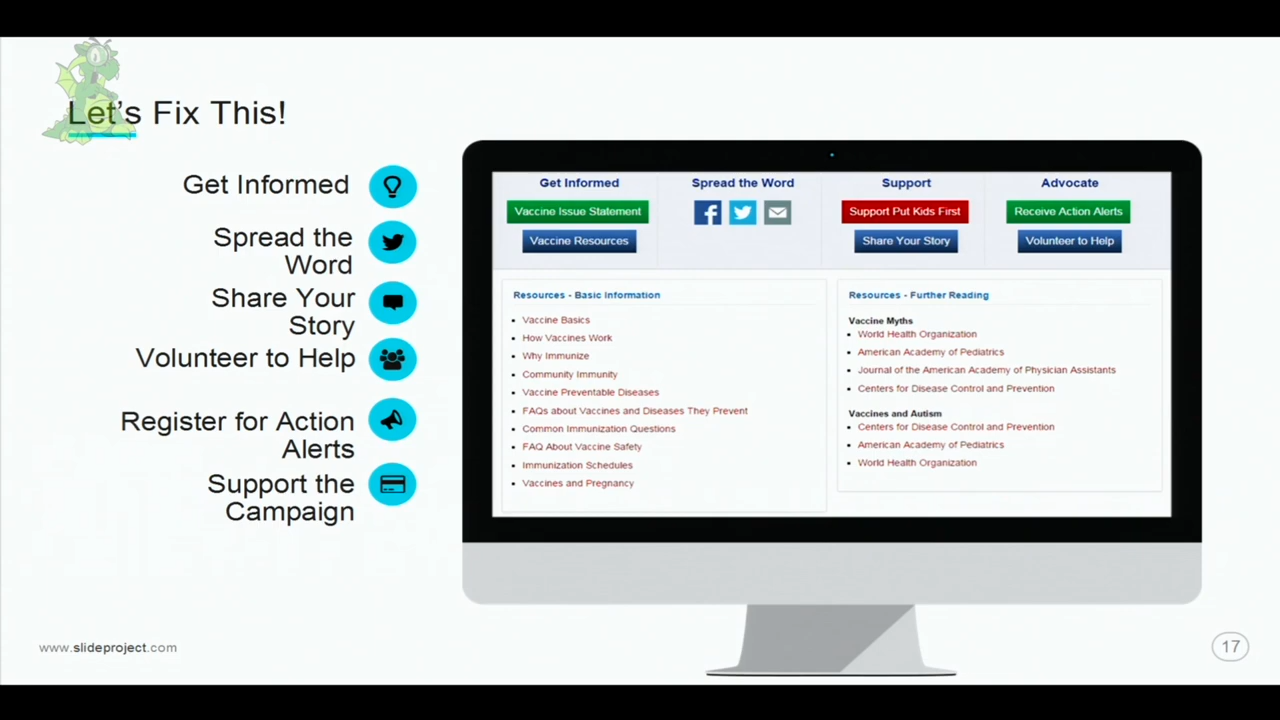 Let's Fix This!
Get Informed
Spread the
Word
Share Your
Story
Volunteer to Help
Register for Action
Alerts
Support the
Campaign
Get Informed
Vaccine Issue Statement
Vaccine Resources
Spread the Word
Support
Support Put Kids First
Share Your Story
Advocate
Receive Action Alerts
Volunteer to Help
Resources - Basic Information
Vaccine Basics
How Vaccines Work
Why Immunize
Community Immunity
Vaccine Preventable Diseases
FAQs about Vaccines and Diseases They Prevent
Common Immunization Questions
FAQ About Vaccine Safety
Immunization Schedules
Vaccines and Pregnancy
Resources - Further Reading
Vaccine Myths
World Health Organization
American Academy of Pediatrics
Journal of the American Academy of Physician Assistants
Centers for Disease Control and Prevention
Vaccines and Autism
Centers for Disease Control and Prevention
American Academy of Pediatrics
World Health Organization
www.slideproject.com
17